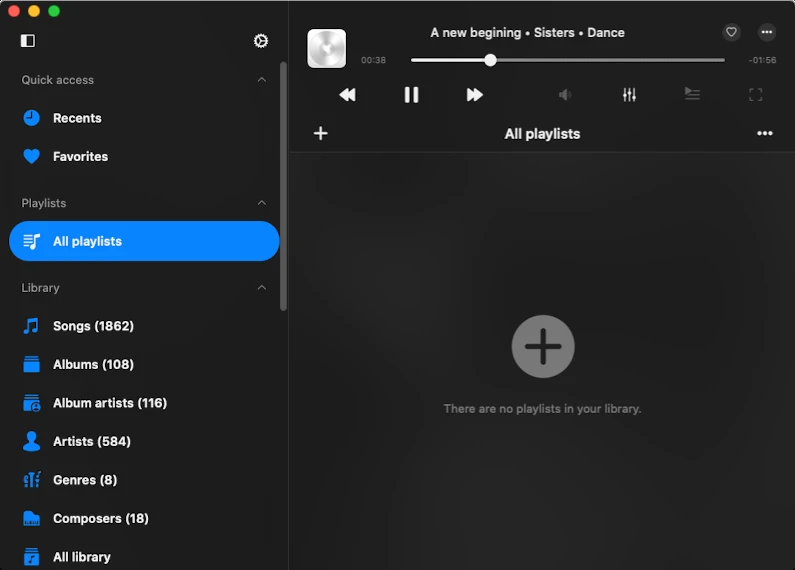 Quick access
Recents
Favorites
Playlists
All playlists
Library
Songs (1862)
Albums (108)
Album artists (116)
Artists (584)
Genres (8)
Composers (18)
All library
A new begining • Sisters • Dance
00:38
-01:56
All playlists
There are no playlists in your library.